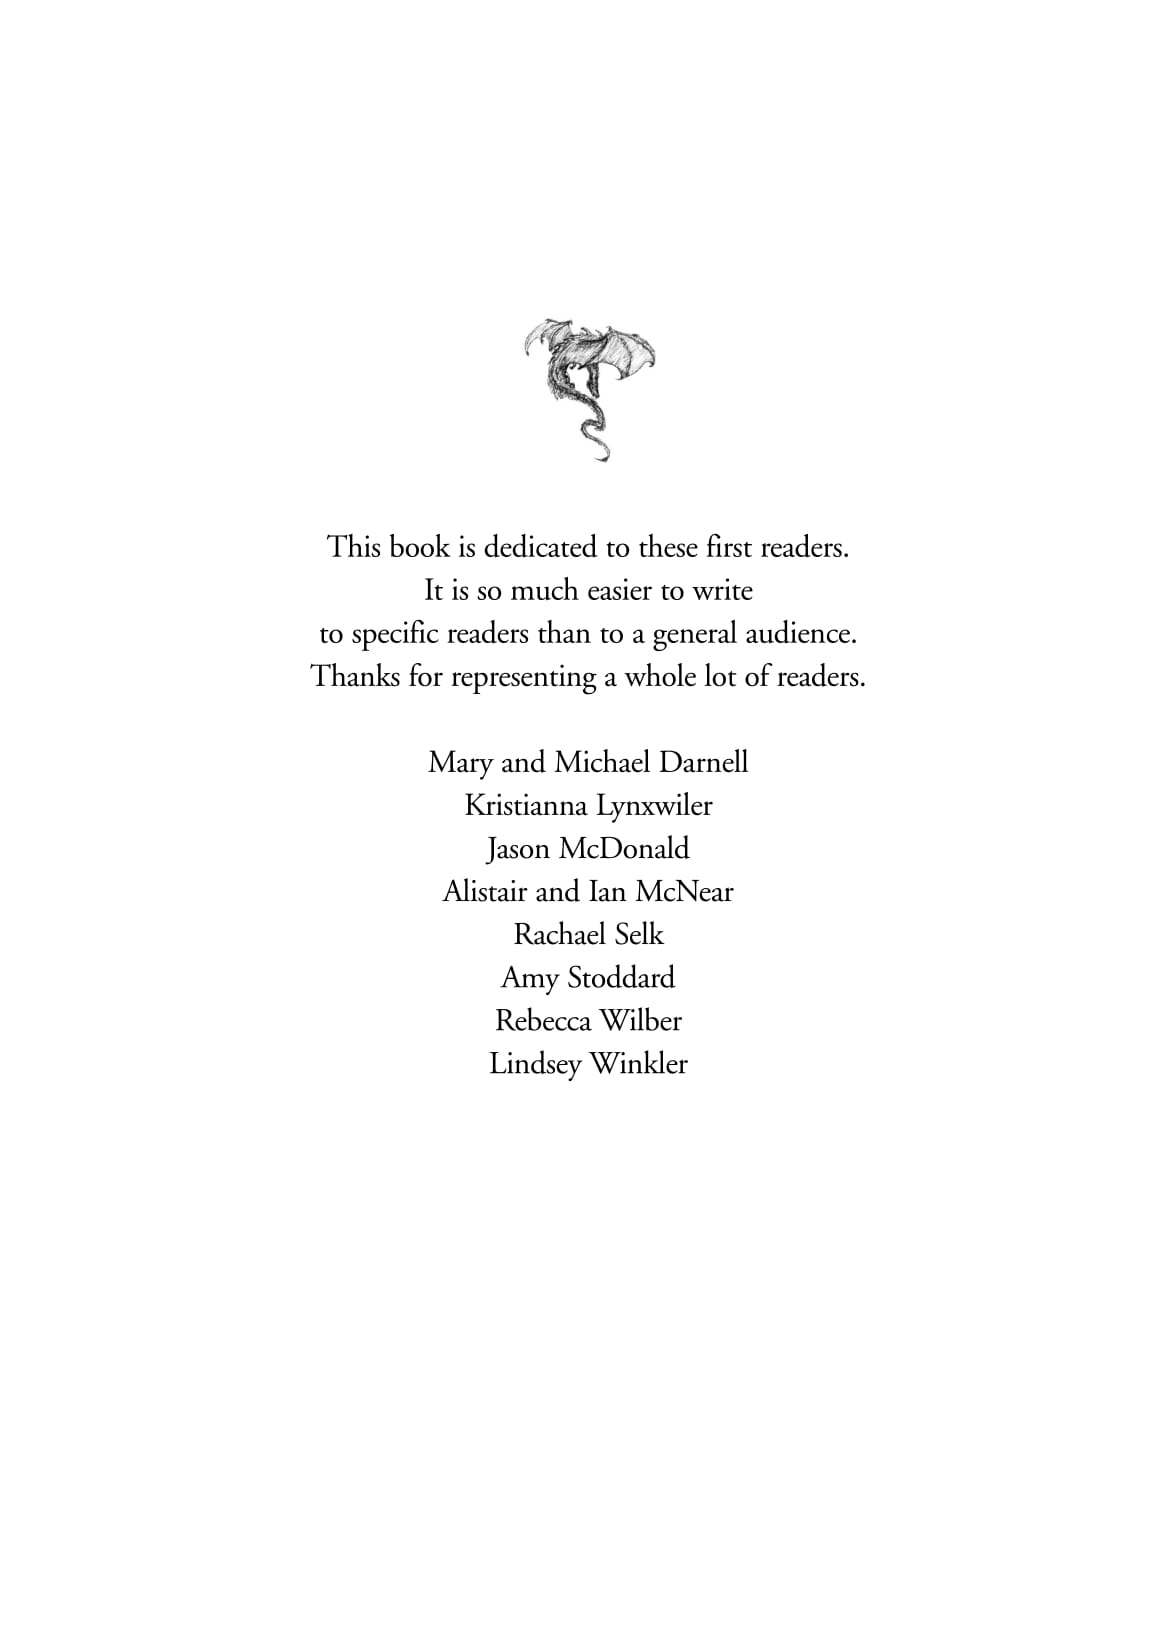 This book is dedicated to these first readers.
It is so much easier to write
to specific readers than to a general audience.
Thanks for representing a whole lot of readers.
Mary and Michael Darnell
Kristianna Lynxwiler
Jason McDonald
Alistair and Ian McNear
Rachael Selk
Amy Stoddard
Rebecca Wilber
Lindsey Winkler